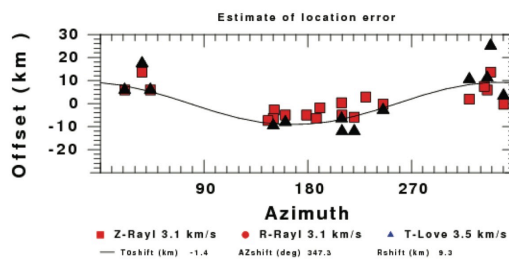 Estimate of location error
30
20
10
0
-10
-20
Offset (km)
90 180 270
Azimuth
Z-Rayl 3.1 km/s R-Rayl 3.1 km/s T-Love 3.5 km/s
T0shift (km) -1.4 AZshift (deg) 347.3 Rshift (km) 9.3